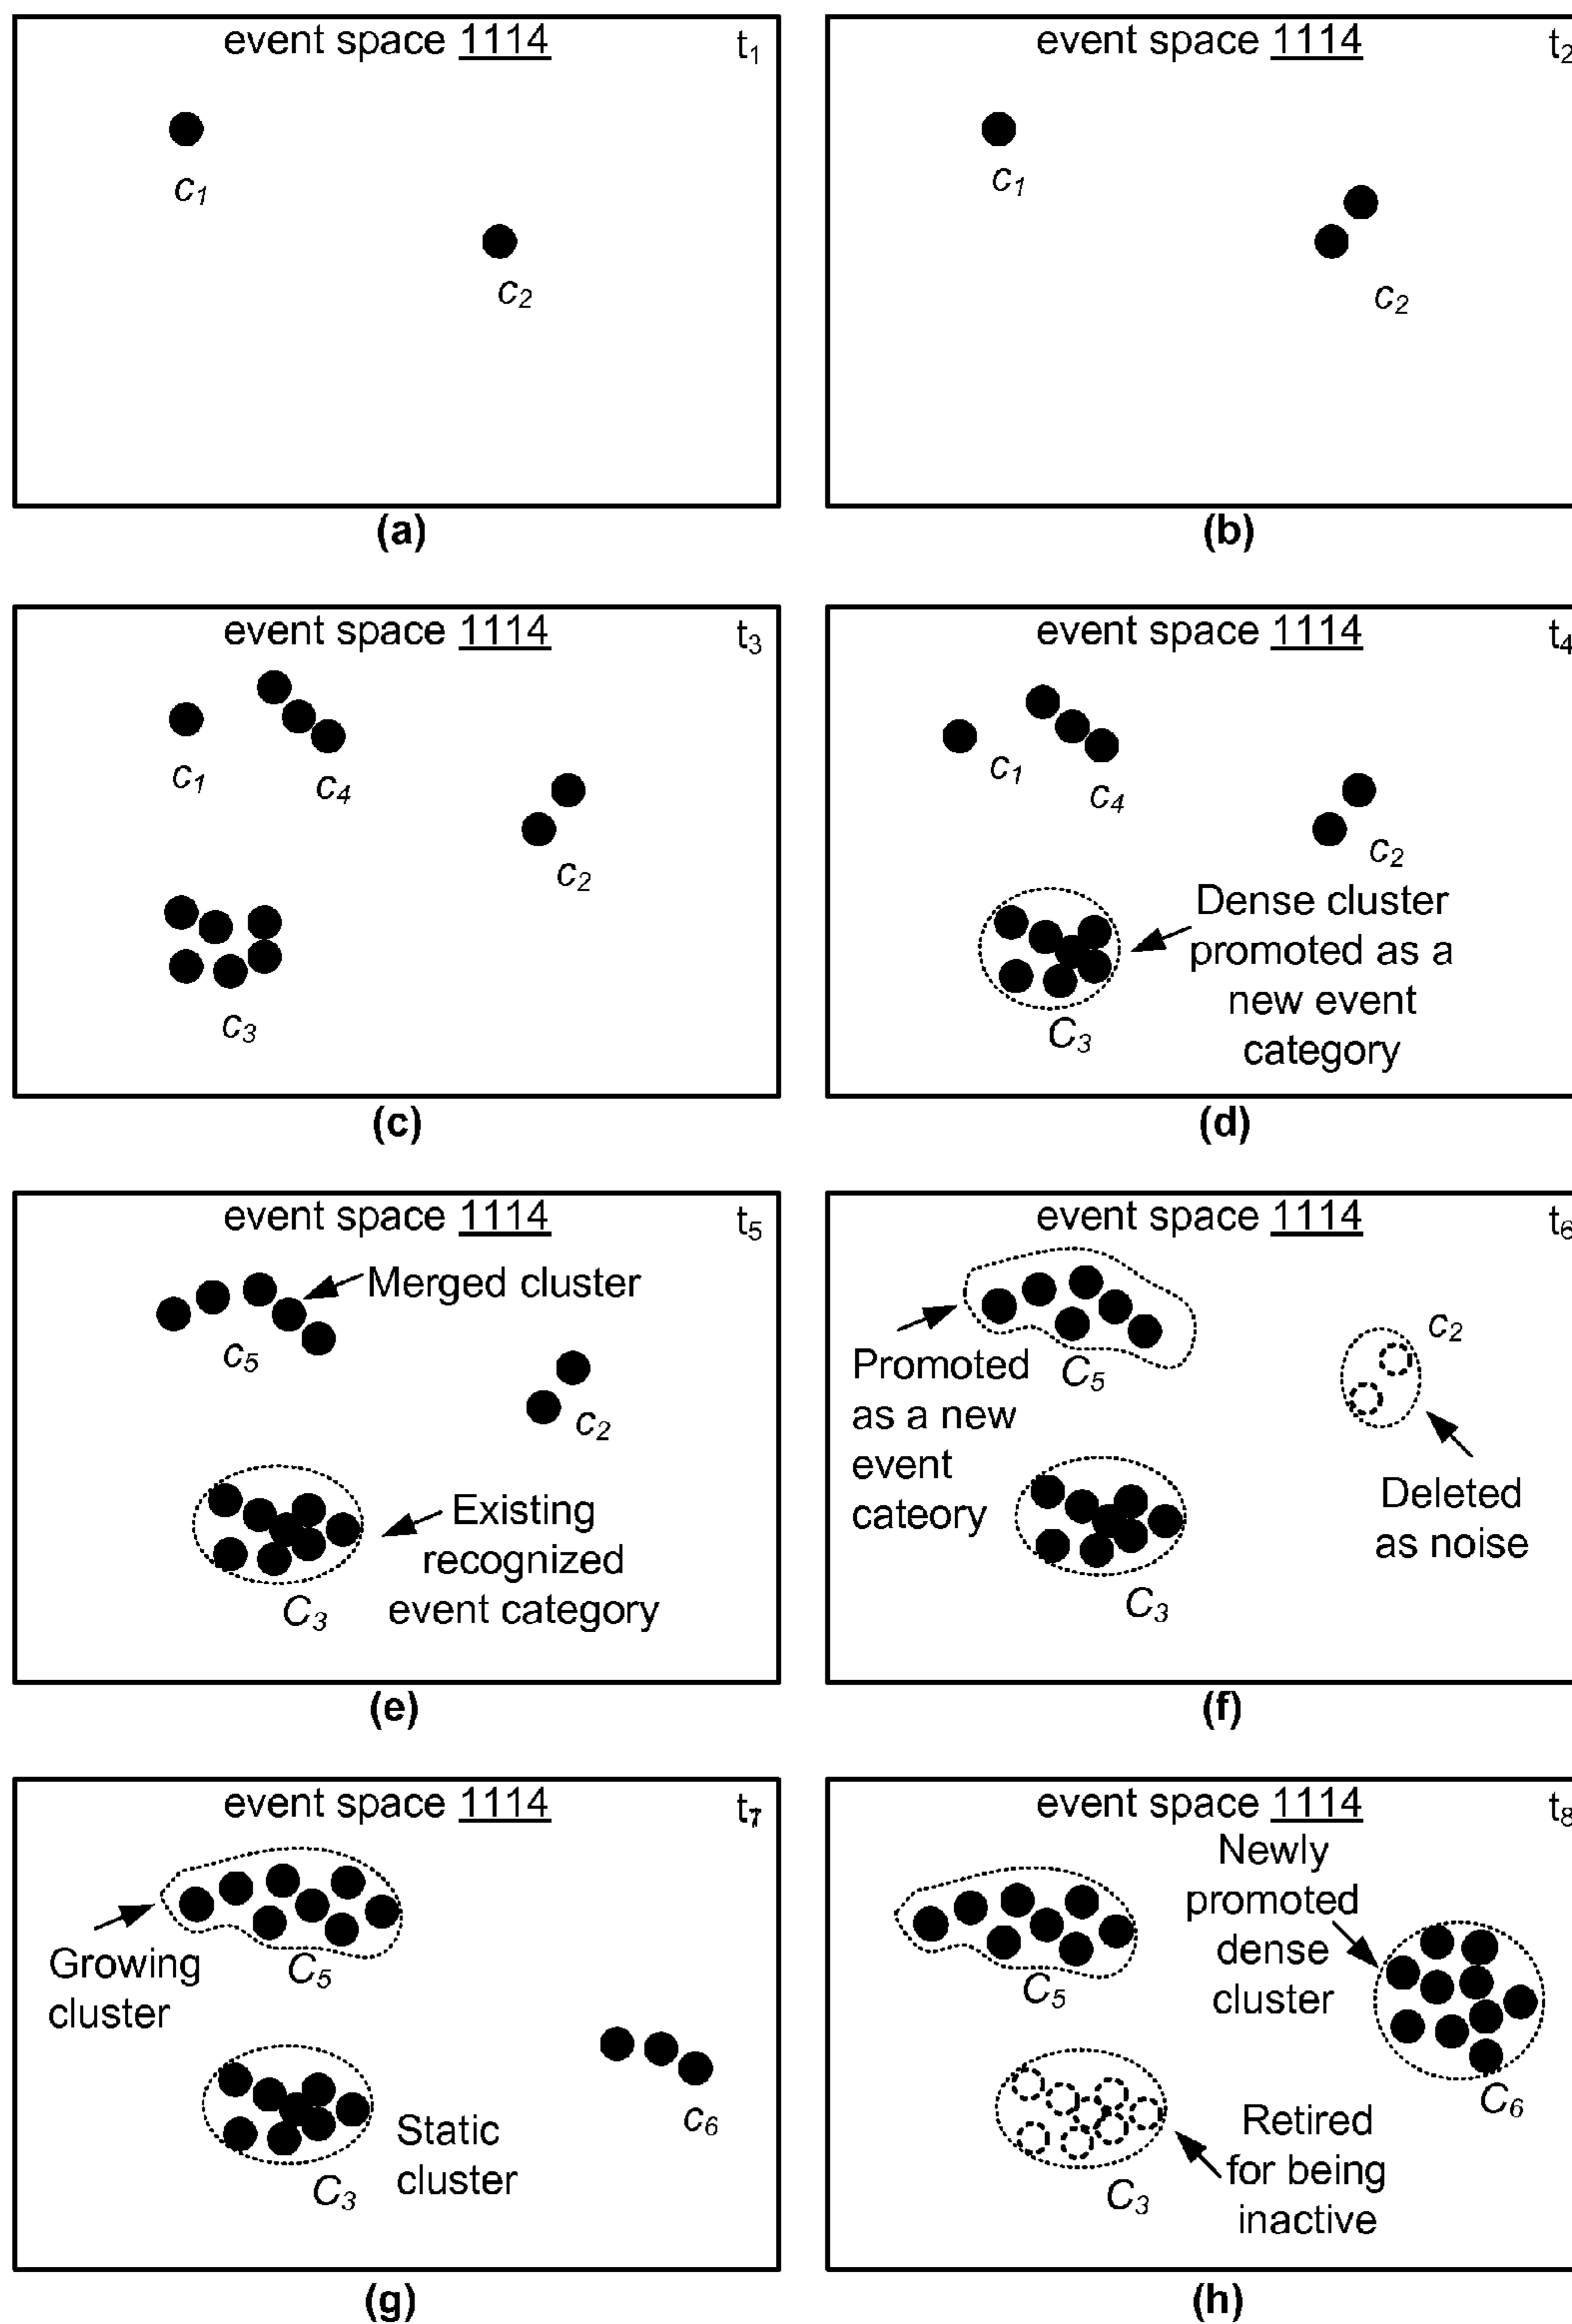 event space 1114 t1
c1
c2
(a)
event space 1114 t2
c1
c2
(b)
event space 1114 t3
c1
c4
c2
c3
(c)
event space 1114 t4
c1
c4
c2
Dense cluster
promoted as a
new event
category
C3
(d)
event space 1114 t5
Merged cluster
c5
c2
Existing
recognized
event category
C3
(e)
event space 1114 t6
c2
Promoted
as a new
event
cateory
C5
Deleted
as noise
C3
(f)
event space 1114 t7
Growing
cluster
C5
c6
Static
cluster
C3
(g)
event space 1114 t8
Newly
promoted
dense
cluster
C5
C6
Retired
for being
inactive
C3
(h)